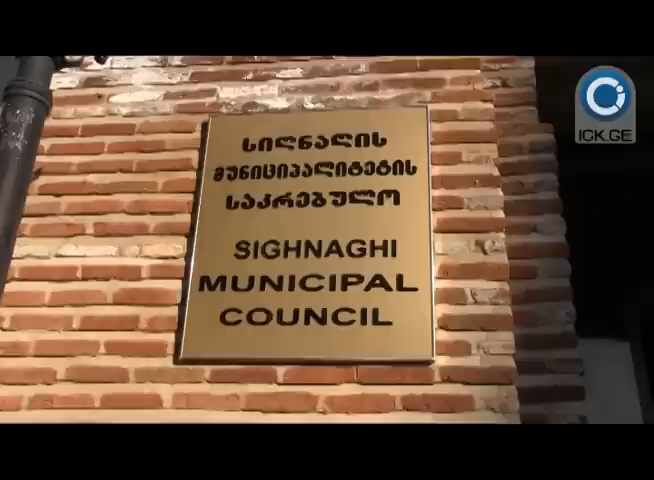 ICK.GE
სიღნაღის
მუნიციპალიტეტის
საკრებულო
SIGHNAGHI
MUNICIPAL
COUNCIL